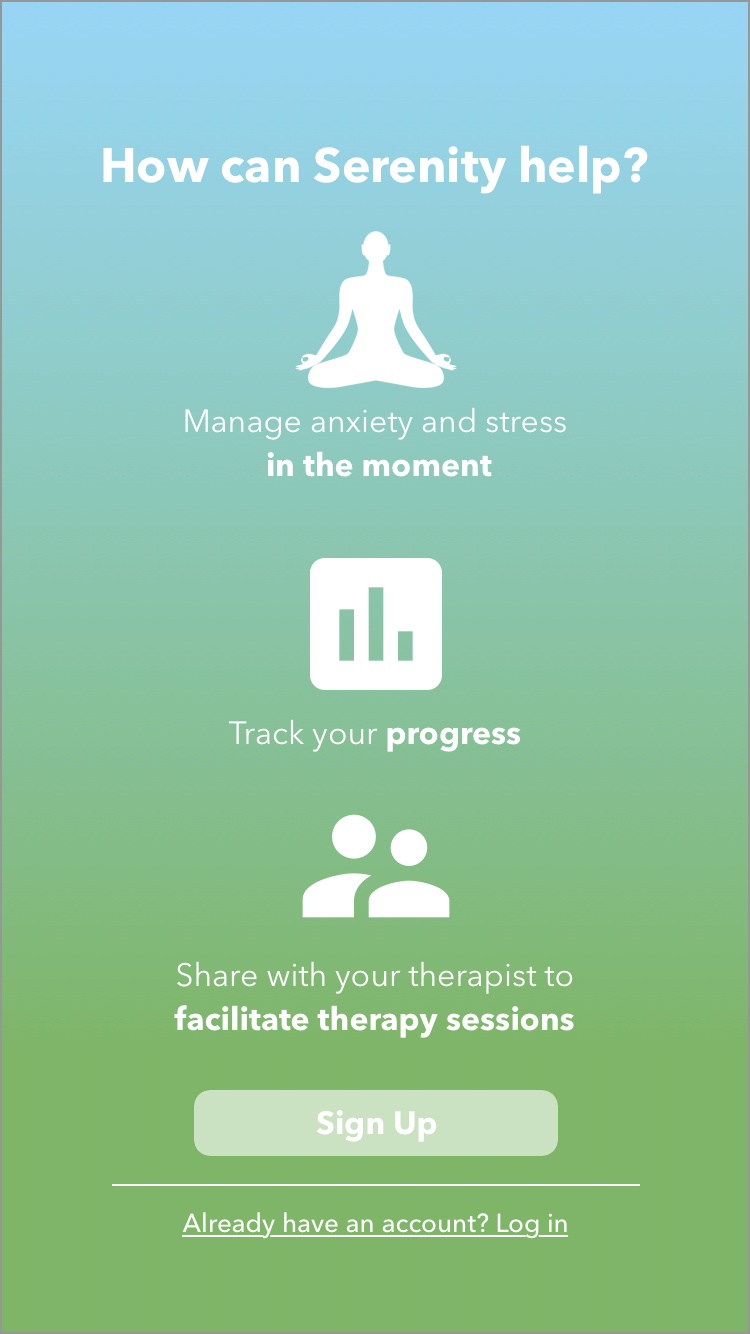 How can Serenity help?
Manage anxiety and stress
in the moment
Track your progress
Share with your therapist to
facilitate therapy sessions
Sign Up
Already have an account? Log in